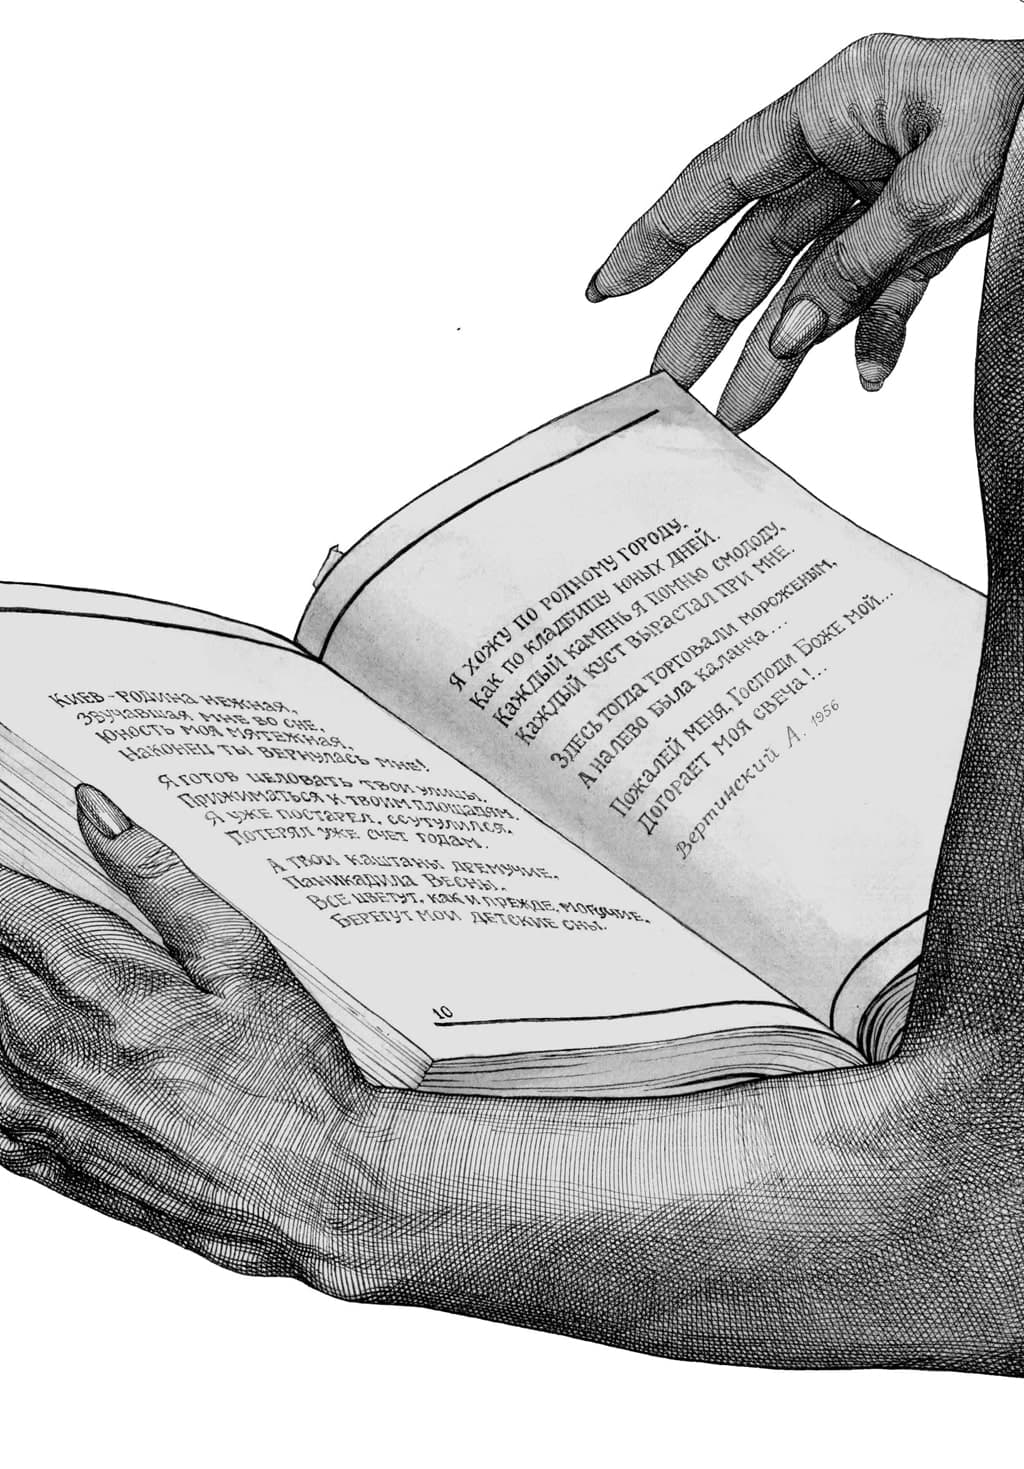 Киев - родина нежная,
Звучавшая мне во сне,
Юность моя мятежная,
Наконец ты вернулась мне!
Я готов целовать твои улицы,
Прижиматься к твоим площадям,
Я уже постарел, ссутулился,
Потерял уже счет годам.
А твои каштаны дремучие,
Паникадила Весны,
Все цветут, как и прежде, могучие,
Берегут мои детские сны.
10
Я хожу по родному городу,
Как по кладбищу юных дней.
Каждый камень я помню смододу,
Каждый куст вырастал при мне.
Здесь тогда торговали мороженым,
А налево была каланча...
Пожалей меня, Господи Боже мой...
Догорает моя свеча!..
Вертинский А. 1956